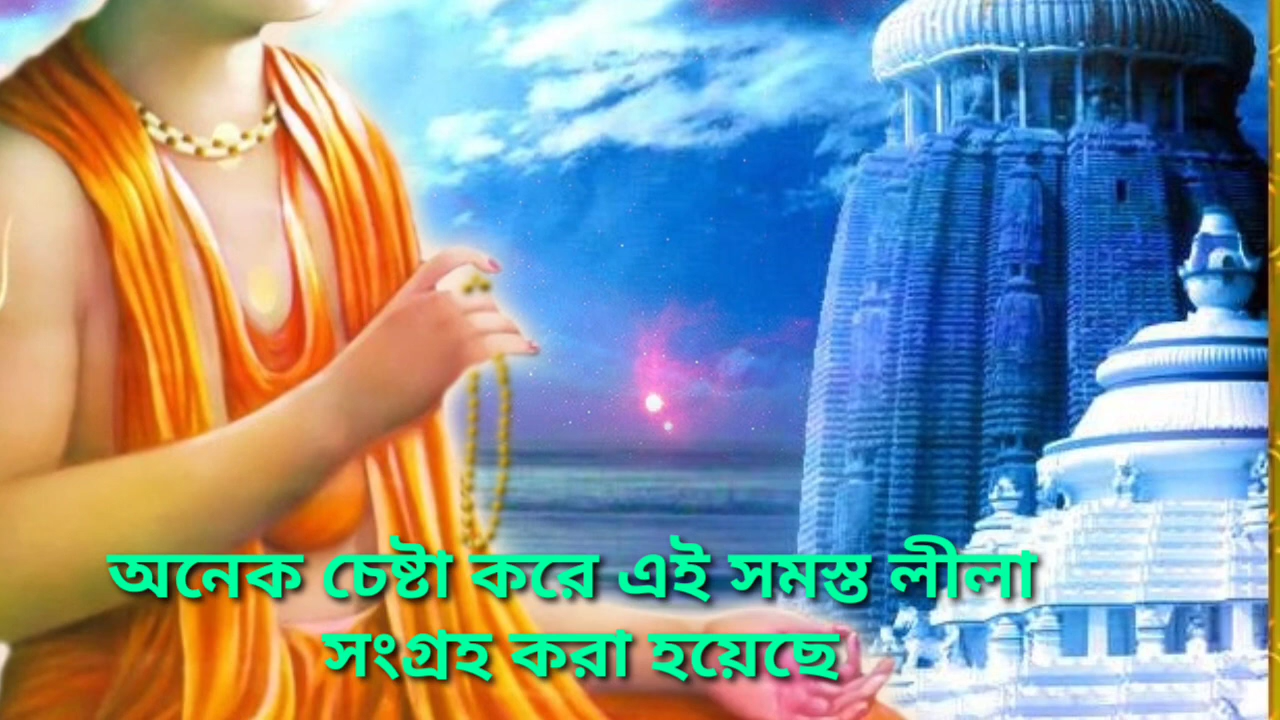 অনেক চেষ্টা করে এই সমস্ত লীলা
সংগ্রহ করা হয়েছে